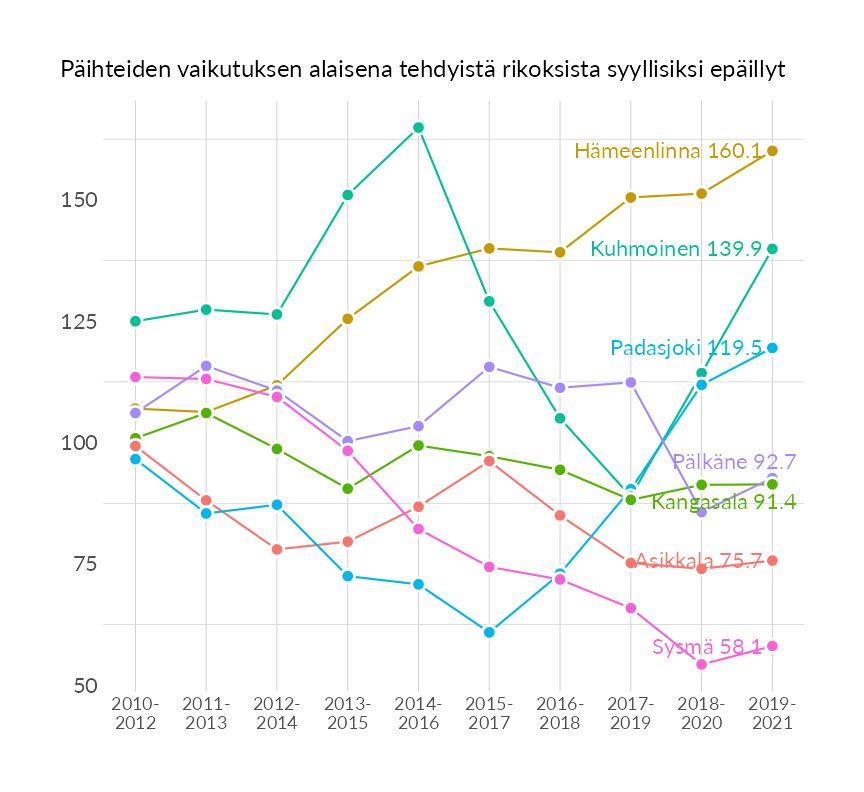 Päihteiden vaikutuksen alaisena tehdyistä rikoksista syyllisiksi epäillyt
Hämeenlinna 160.1
150
Kuhmoinen 139.9
125
Padasjoki 119.5
100
Pälkäne 92.7
Kangasala 91.4
75
Asikkala 75.7
Sysmä 58.1
50
2010- 2011- 2012- 2013- 2014- 2015- 2016- 2017- 2018- 2019-
2012 2013 2014 2015 2016 2017 2018 2019 2020 2021